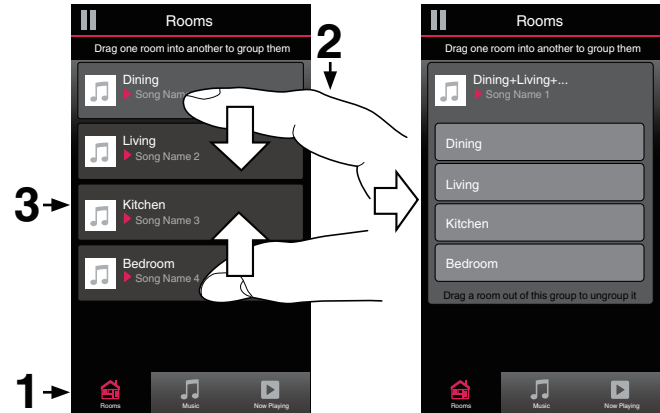 Rooms
Drag one room into another to group them
2
Dining
Song Nam
Living
Song Name 2
3
Kitchen
Song Name 3
Bedroom
Song Name 4
1
Rooms
Music
Now Playing
Rooms
Drag one room into another to group them
Dining+Living+...
Song Name 1
Dining
Living
Kitchen
Bedroom
Drag a room out of this group to ungroup it
Rooms
Music
Now Playing